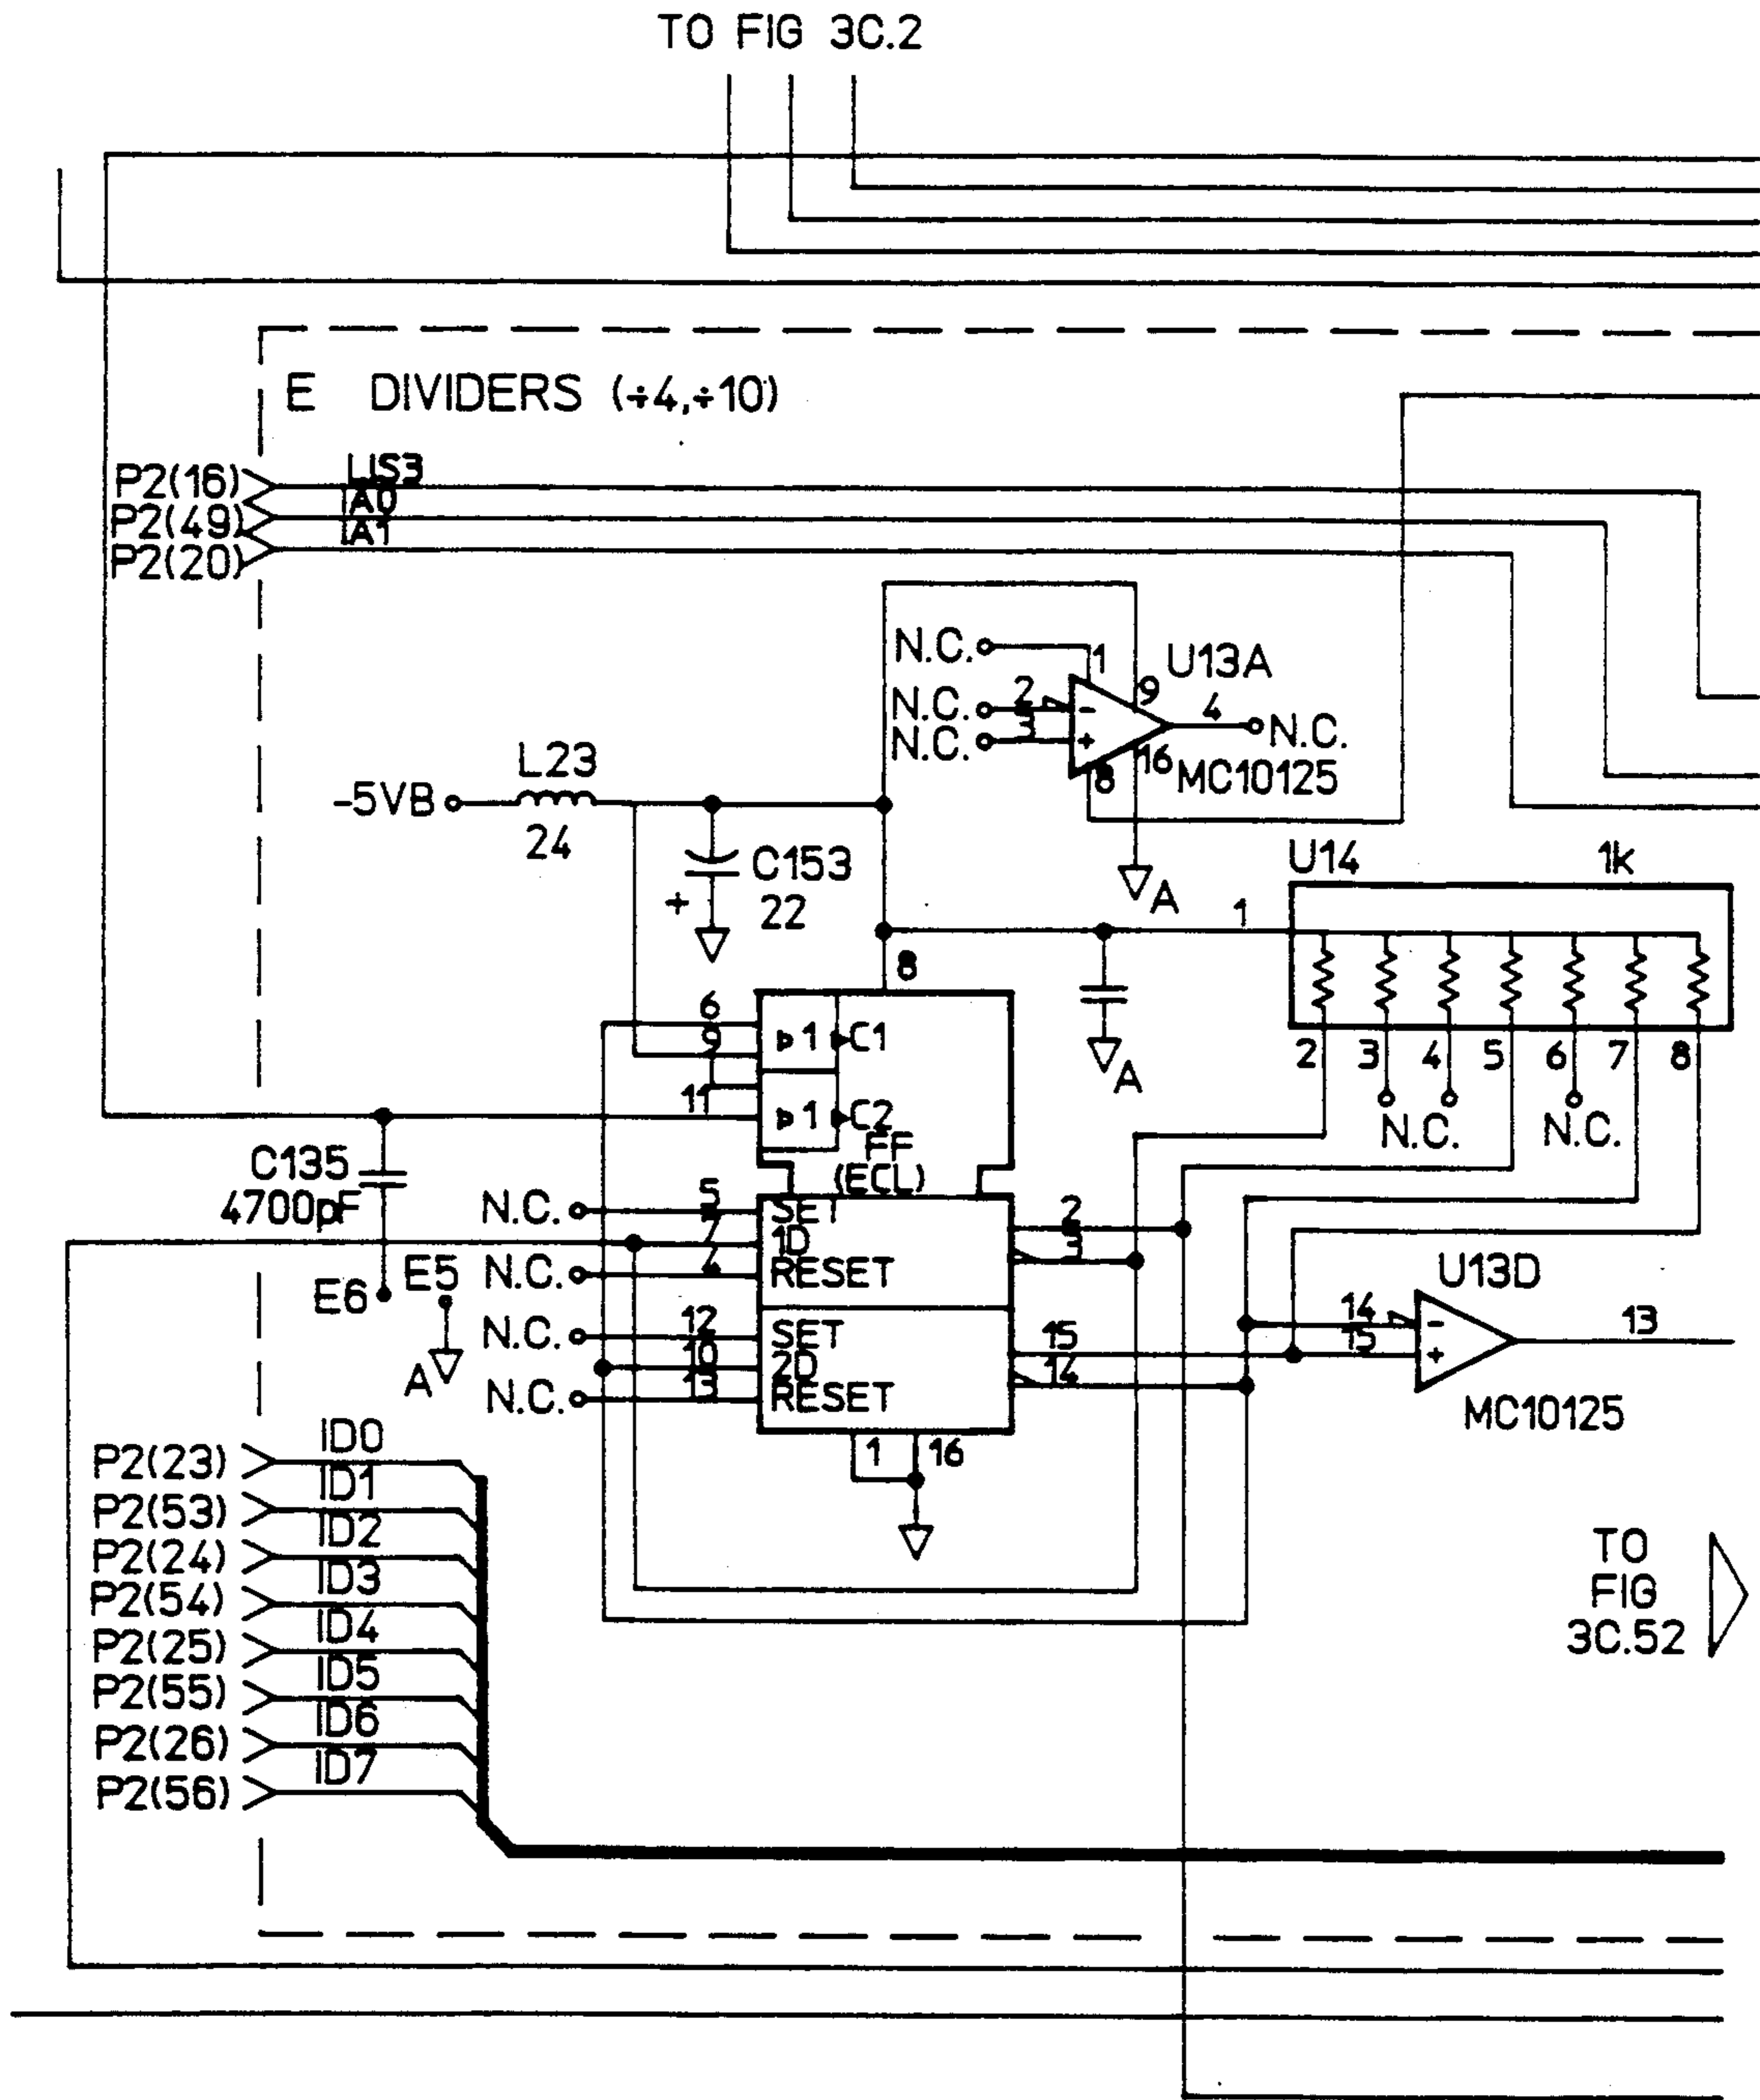 TO FIG 3C.2
E DIVIDERS (÷4,÷10)
P2(16) LIS3
P2(49) IA0
P2(20) IA1
N.C. 1 U13A
N.C. 2 9 4 N.C.
N.C. 3
8 16 MC10125
A
-5VB L23
24
C153
+ 22
U14 1k
1
8
6
9
11
1 C1
1 C2
FF
(ECL)
A
2 3 4 5 6 7 8
N.C. N.C.
C135
4700pF
E6 E5
A
N.C. 5 SET 2
7 1D 3
N.C. 4 RESET
N.C. 12 SET 15
10 2D 14
N.C. 13 RESET
1 16
U13D
14 -
15 + 13
MC10125
P2(23) ID0
P2(53) ID1
P2(24) ID2
P2(54) ID3
P2(25) ID4
P2(55) ID5
P2(26) ID6
P2(56) ID7
TO
FIG
3C.52